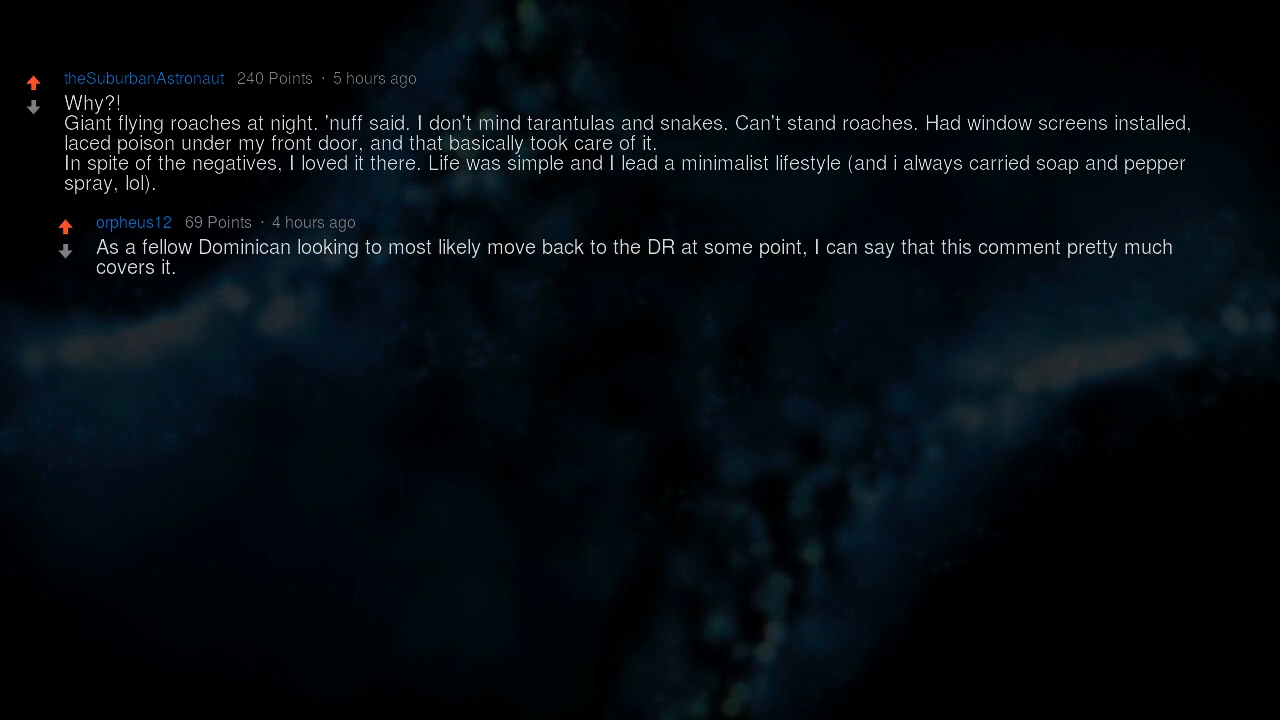 theSuburbanAstronaut 240 Points · 5 hours ago
Why?!
Giant flying roaches at night. 'nuff said. I don't mind tarantulas and snakes. Can't stand roaches. Had window screens installed,
laced poison under my front door, and that basically took care of it.
In spite of the negatives, I loved it there. Life was simple and I lead a minimalist lifestyle (and i always carried soap and pepper
spray, lol).
orpheus12 69 Points · 4 hours ago
As a fellow Dominican looking to most likely move back to the DR at some point, I can say that this comment pretty much
covers it.